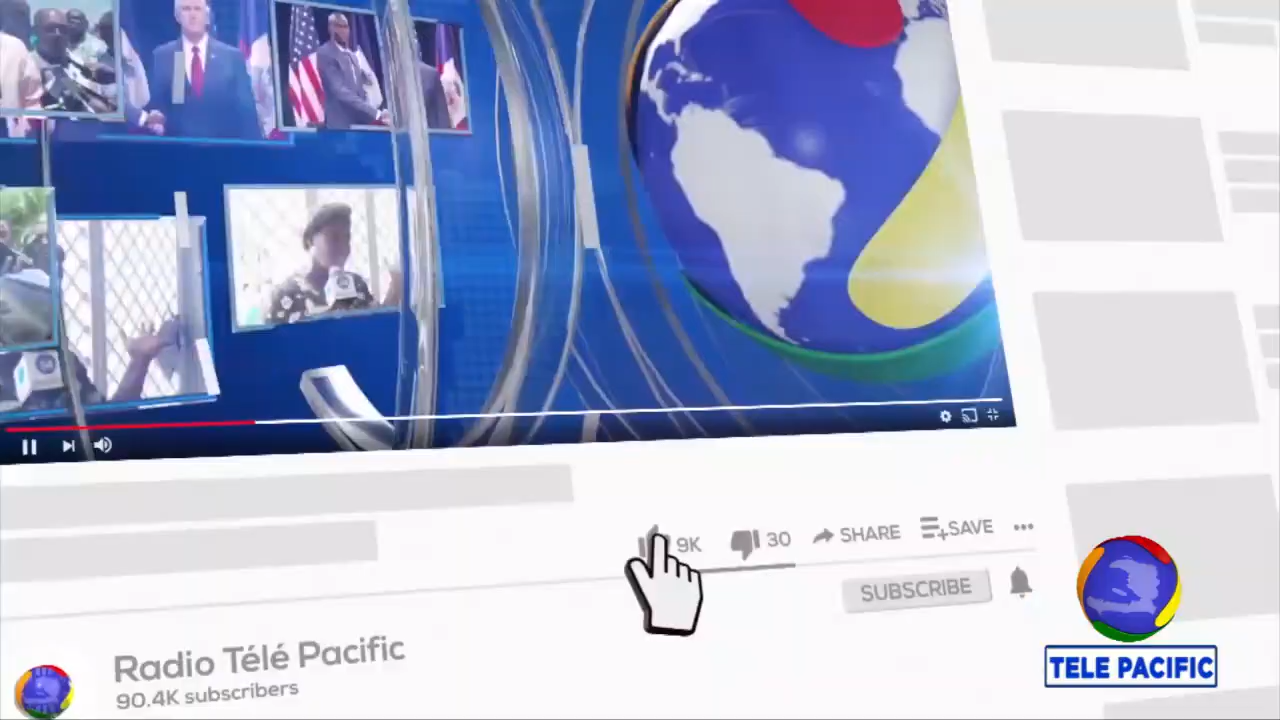 9K
30
SHARE
SAVE
SUBSCRIBE
Radio Télé Pacific
90.4K subscribers
TELE PACIFIC